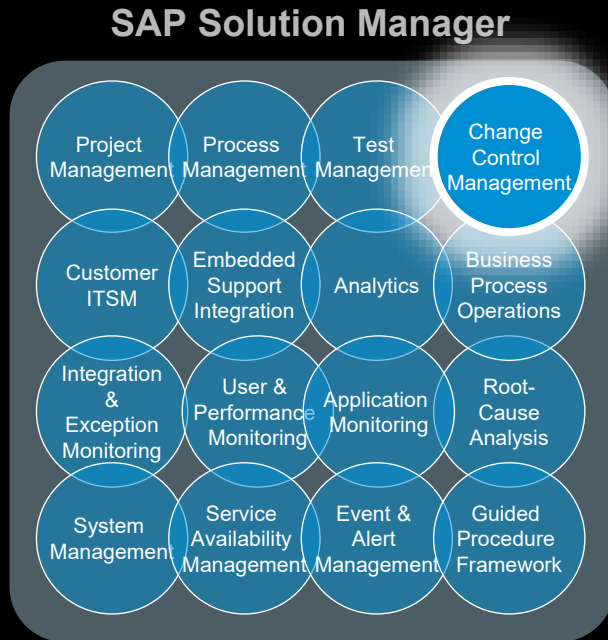 SAP Solution Manager
Project
Management
Process
Management
Test
Management
Change
Control
Management
Customer
ITSM
Embedded
Support
Integration
Analytics
Business
Process
Operations
Integration
&
Exception
Monitoring
User &
Performance
Monitoring
Application
Monitoring
Root-
Cause
Analysis
System
Management
Service
Availability
Management
Event &
Alert
Management
Guided
Procedure
Framework